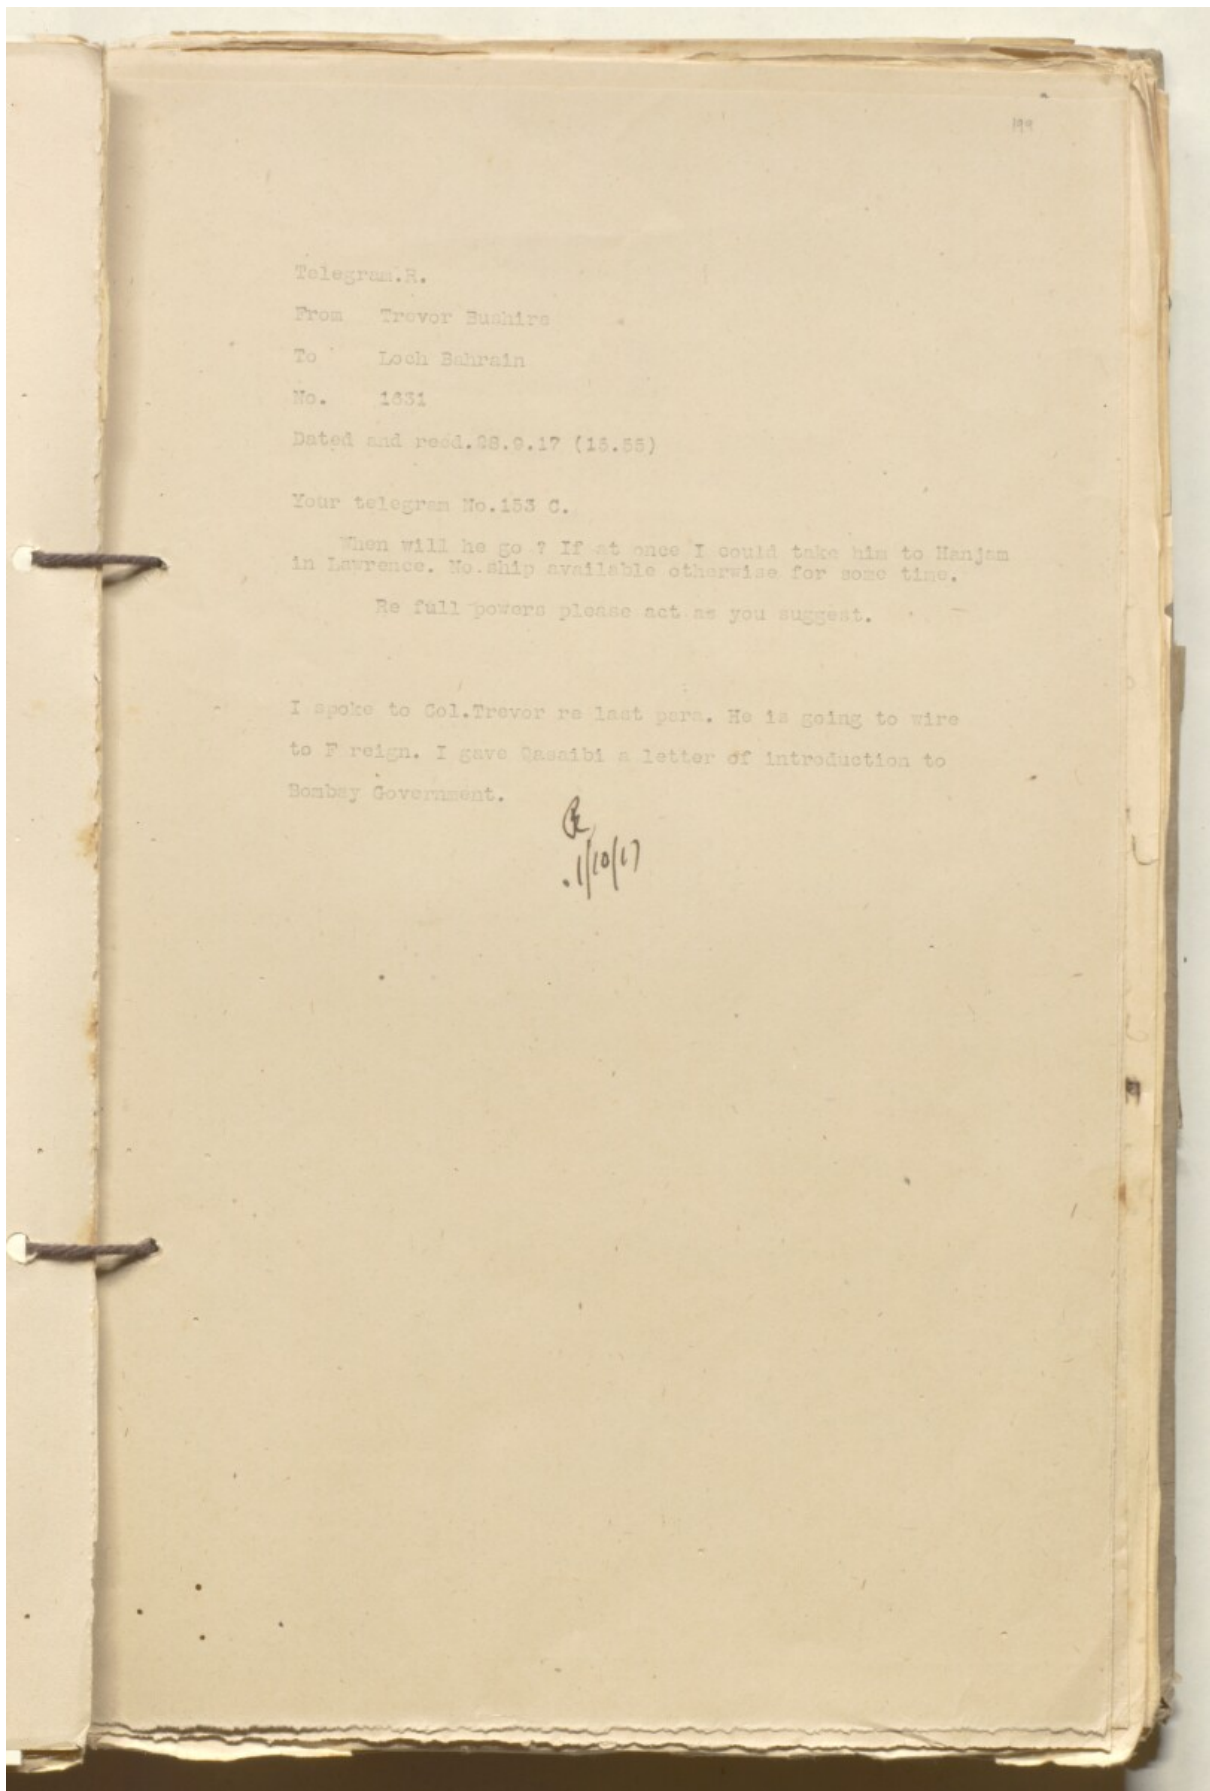 199
Telegram.R.
From Trevor Bushire
To Loch Bahrain
No. 1631
Dated and recd.28.9.17 (15.55)
Your telegram No.153 C.
When will he go ? If at once I could take him to Hanjam
in Lawrence. No ship available otherwise for some time.
Re full powers please act as you suggest.
I spoke to Col.Trevor re last para. He is going to wire
to F reign. I gave Qasaibi a letter of introduction to
Bombay Government.
1/10/17